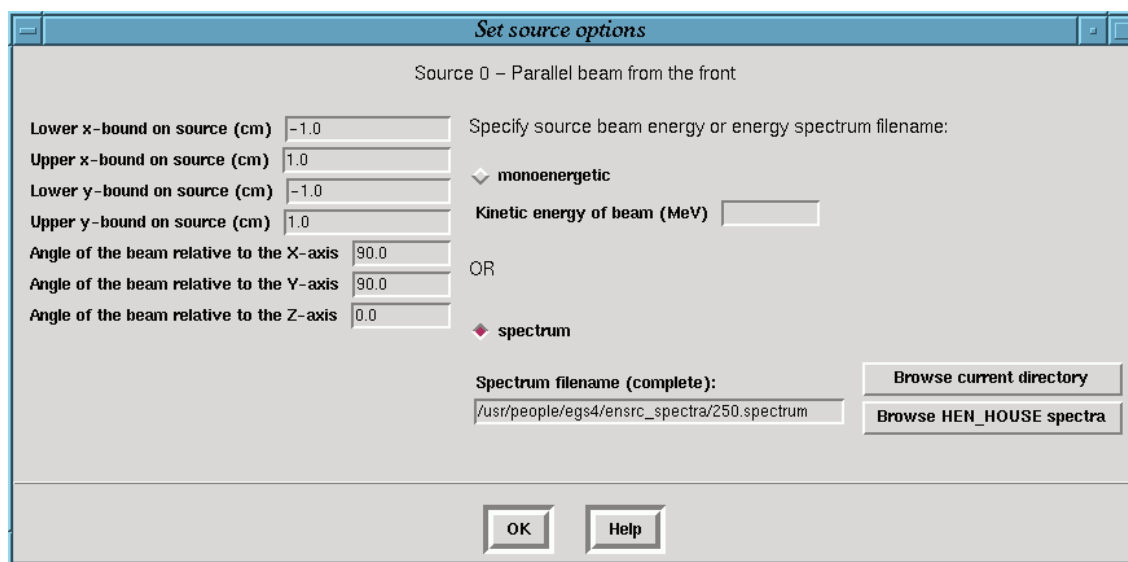 Set source options
Source 0 – Parallel beam from the front
Lower x–bound on source (cm) –1.0
Upper x–bound on source (cm) 1.0
Lower y–bound on source (cm) –1.0
Upper y–bound on source (cm) 1.0
Angle of the beam relative to the X–axis 90.0
Angle of the beam relative to the Y–axis 90.0
Angle of the beam relative to the Z–axis 0.0
Specify source beam energy or energy spectrum filename:
monoenergetic
Kinetic energy of beam (MeV)
OR
spectrum
Spectrum filename (complete):
/usr/people/egs4/ensrc_spectra/250.spectrum
Browse current directory
Browse HEN_HOUSE spectra
OK
Help